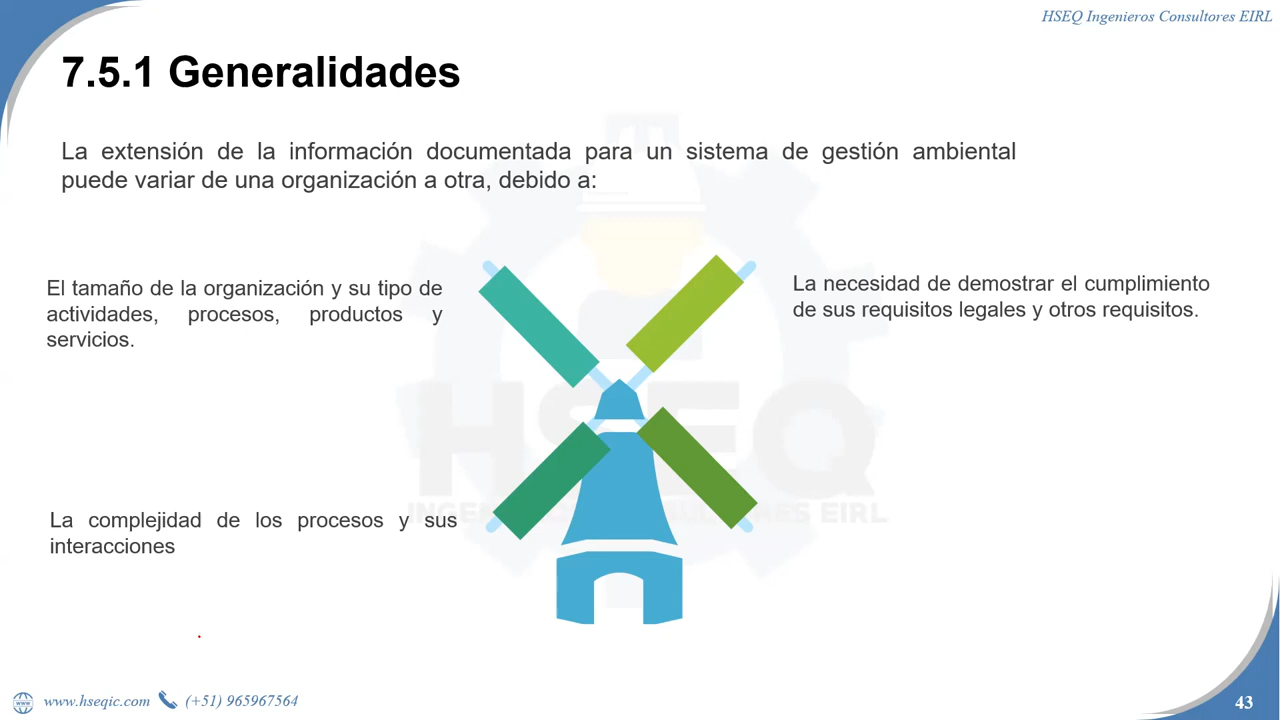 HSEQ Ingenieros Consultores EIRL
7.5.1 Generalidades
La extensión de la información documentada para un sistema de gestión ambiental
puede variar de una organización a otra, debido a:
El tamaño de la organización y su tipo de
actividades, procesos, productos y
servicios.
La necesidad de demostrar el cumplimiento
de sus requisitos legales y otros requisitos.
La complejidad de los procesos y sus
interacciones
HSEQ
www.hseqic.com (+51) 965967564
43